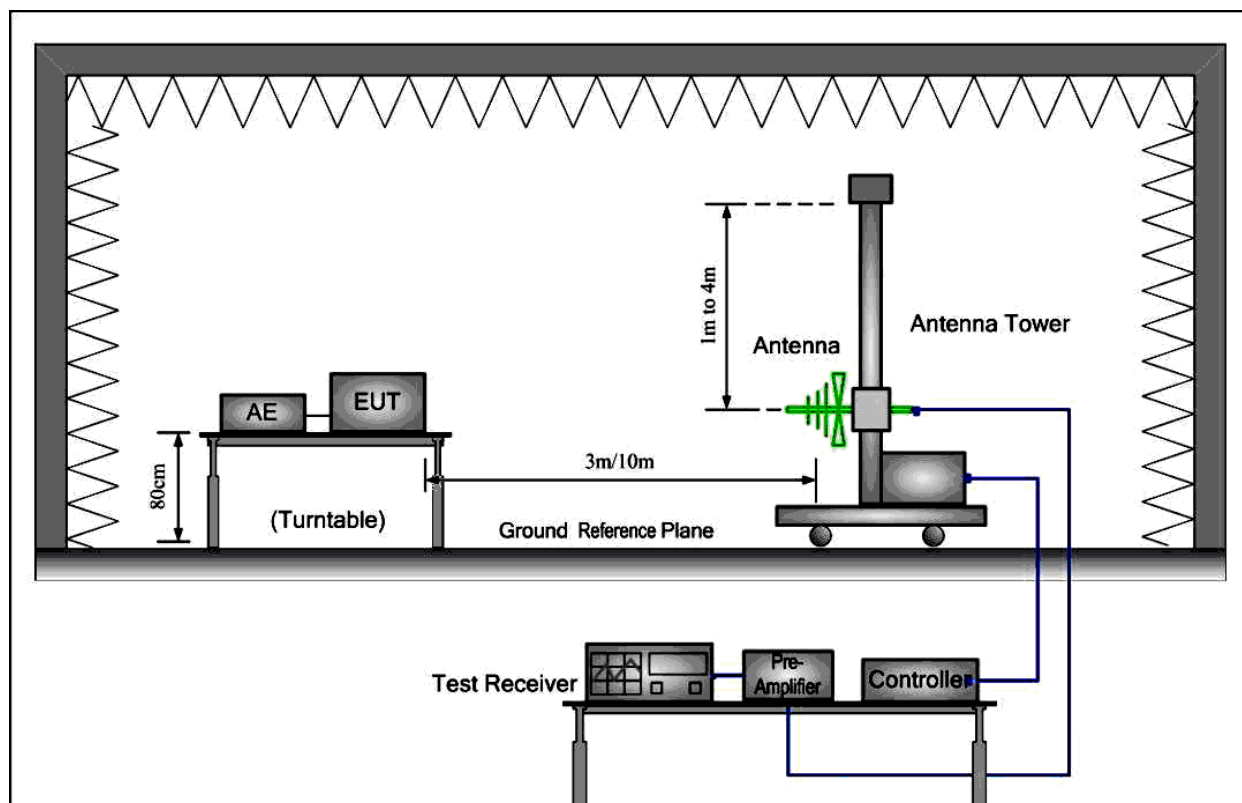 1m to 4m
Antenna Tower
Antenna
AE
EUT
80cm
3m/10m
(Turntable)
Ground Reference Plane
Test Receiver
Pre-
Amplifier
Controller